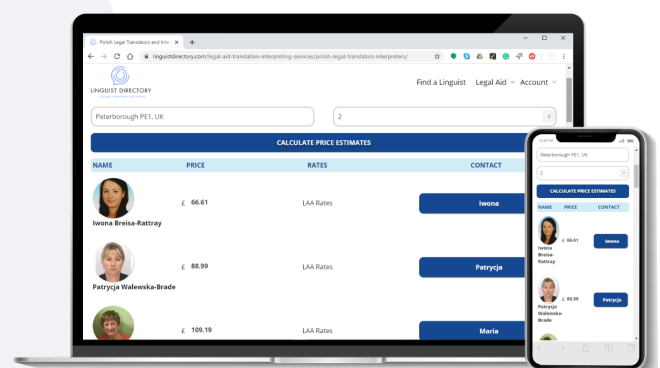 Polish Legal Translators and Inte
linguistdirectory.com/legal-aid-translation-interpreting-services/polish-legal-translators-interpreters/
LINGUIST DIRECTORY
Find a Linguist Legal Aid Account
Peterborough PE1, UK 2
CALCULATE PRICE ESTIMATES
NAME PRICE RATES CONTACT
£ 66.61 LAA Rates Iwona
Iwona Breisa-Rattray
£ 88.99 LAA Rates Patrycja
Patrycja Walewska-Brade
£ 109.19 LAA Rates Maria
Peterborough PE1, UK
2
CALCULATE PRICE ESTIMATES
NAME PRICE CONTACT
£ 66.61 Iwona
Iwona
Breisa-
Rattray
£ 88.99 Patrycja
Patrycja
Walewska-
Brade